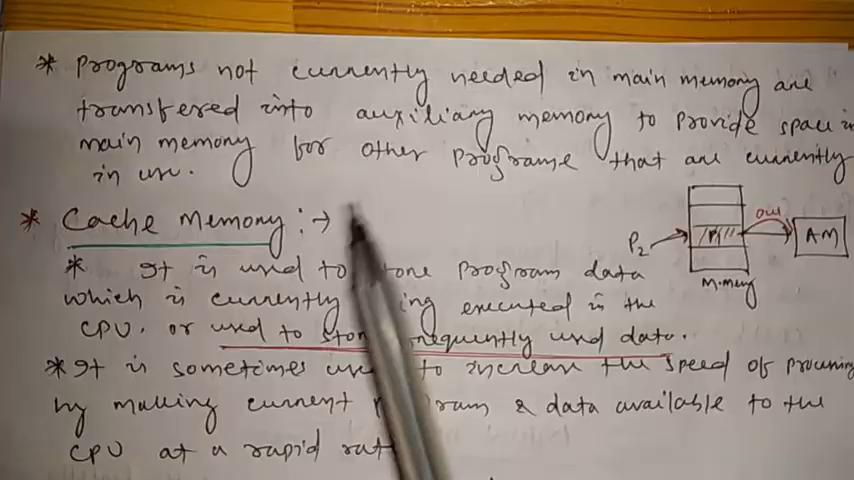 * Programs not currently needed in main memory are
transfered into auxiliary memory to provide space in
main memory for other programs that are currently
in use.
* Cache Memory :→
* It is used to store program data
which is currently being executed in the
CPU. or used to store frequently used data.
* It is sometimes used to increase the speed of processing
by making current program & data available to the
CPU at a rapid rate
P2
P1
out
AM
M.memy